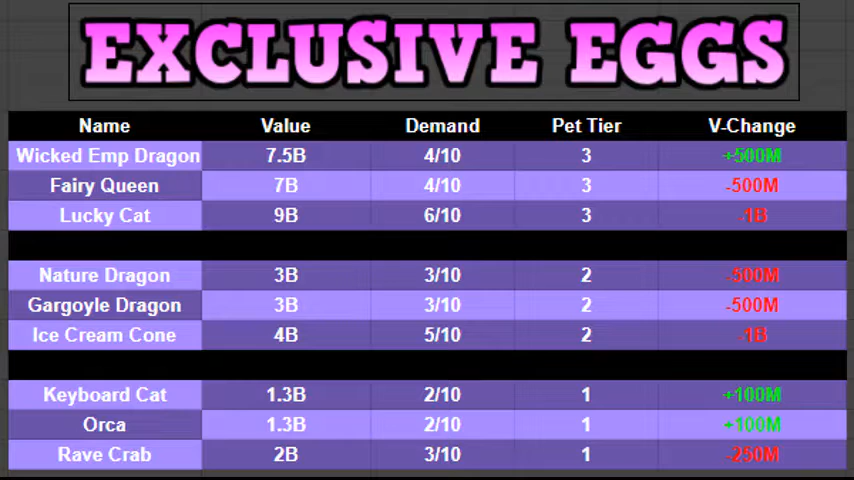 EXCLUSIVE EGGS
Name Value Demand Pet Tier V-Change
Wicked Emp Dragon 7.5B 4/10 3 +500M
Fairy Queen 7B 4/10 3 -500M
Lucky Cat 9B 6/10 3 -1B
Nature Dragon 3B 3/10 2 -500M
Gargoyle Dragon 3B 3/10 2 -500M
Ice Cream Cone 4B 5/10 2 -1B
Keyboard Cat 1.3B 2/10 1 +100M
Orca 1.3B 2/10 1 +100M
Rave Crab 2B 3/10 1 -250M